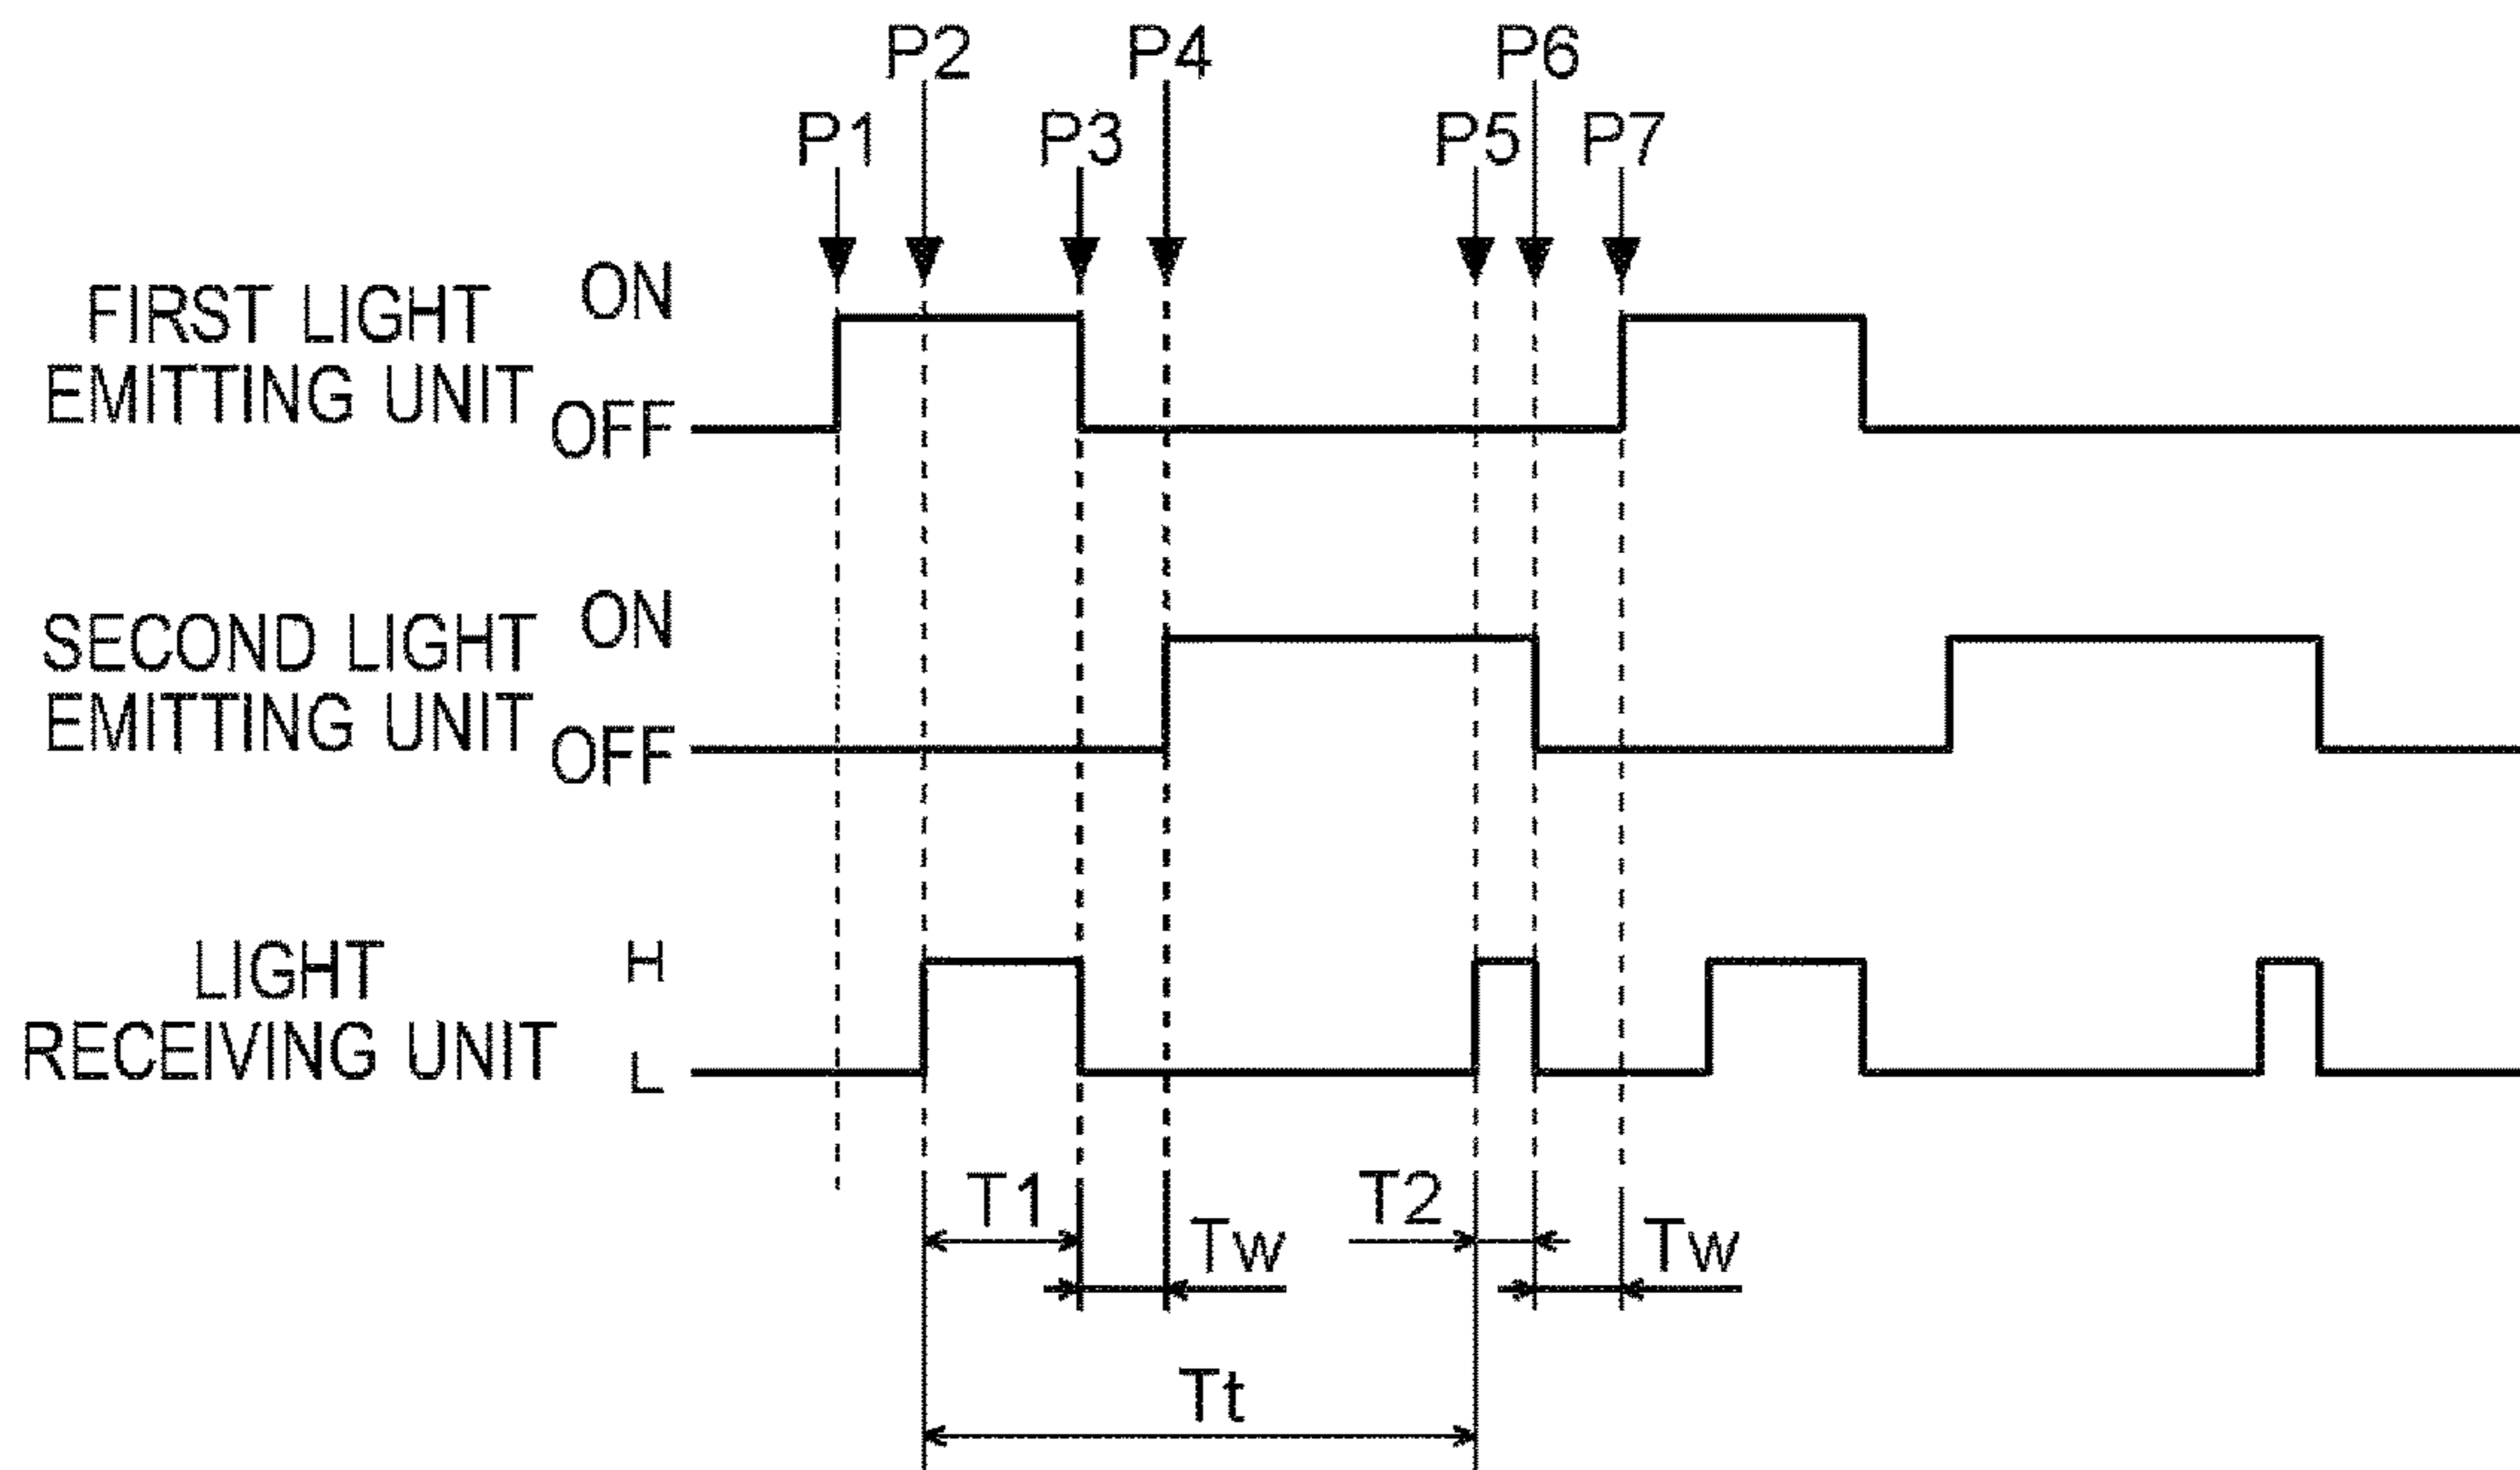 P2 P4 P6
P1 P3 P5 P7
FIRST LIGHT
EMITTING UNIT
ON
OFF
SECOND LIGHT
EMITTING UNIT
ON
OFF
LIGHT
RECEIVING UNIT
H
L
T1 T2
Tw Tw
Tt